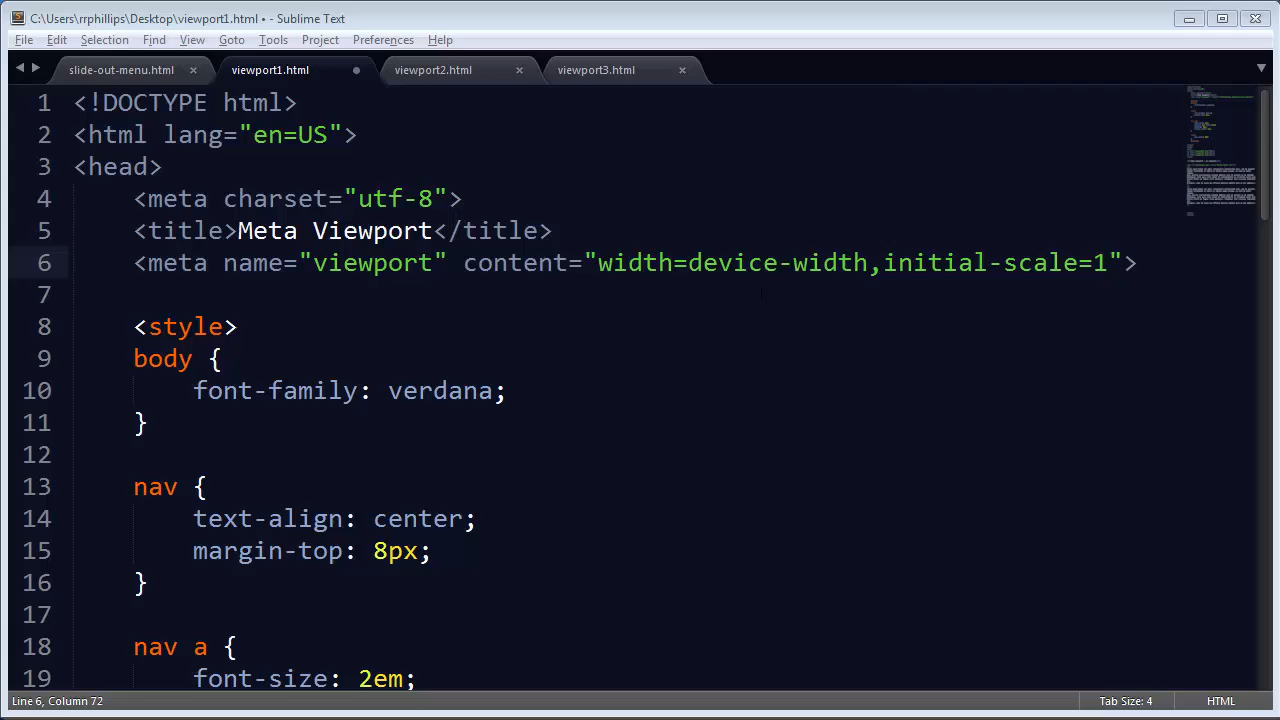 C:\Users\rrphillips\Desktop\viewport1.html • - Sublime Text
File Edit Selection Find View Goto Tools Project Preferences Help
slide-out-menu.html viewport1.html viewport2.html viewport3.html
1 <!DOCTYPE html>
2 <html lang="en=US">
3 <head>
4 <meta charset="utf-8">
5 <title>Meta Viewport</title>
6 <meta name="viewport" content="width=device-width,initial-scale=1">
7
8 <style>
9 body {
10 font-family: verdana;
11 }
12
13 nav {
14 text-align: center;
15 margin-top: 8px;
16 }
17
18 nav a {
19 font-size: 2em;
Line 6, Column 72 Tab Size: 4 HTML